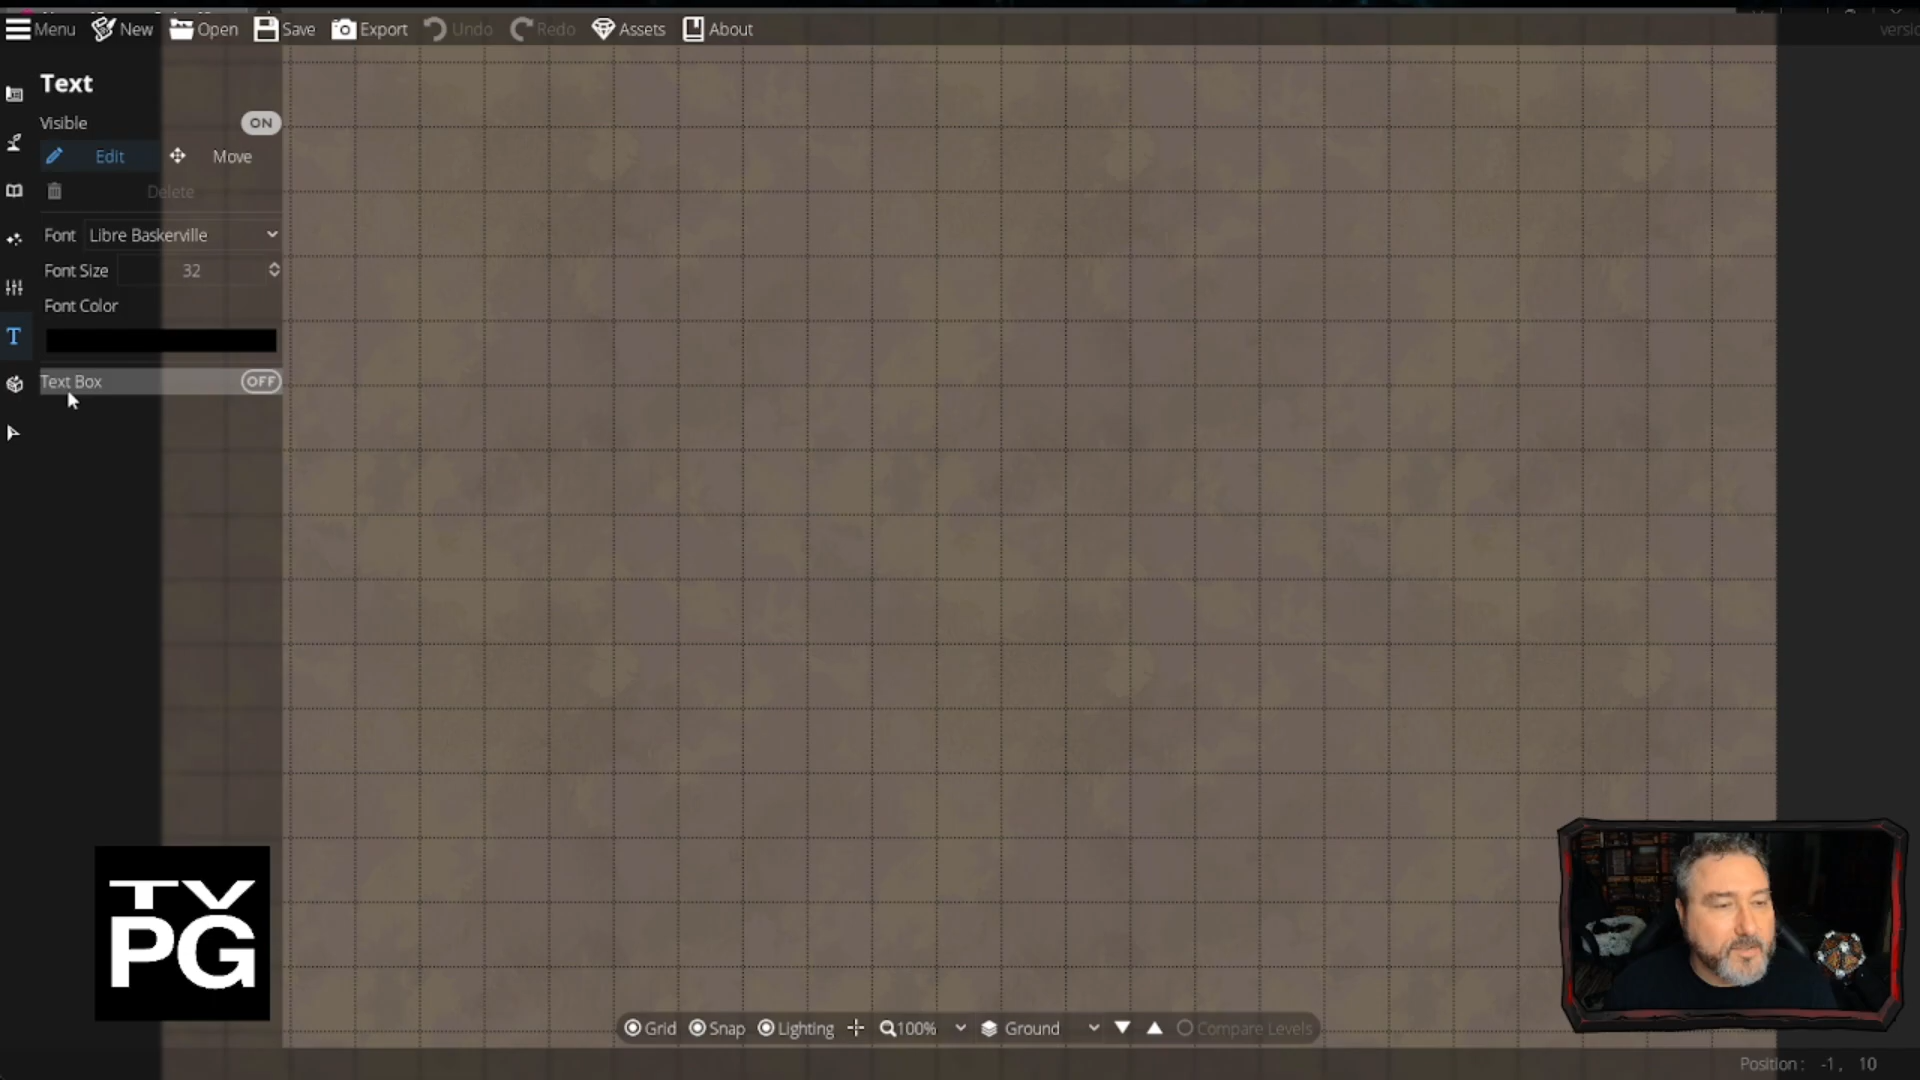 Menu New Open Save Export Undo Redo Assets About
Text
Visible ON
Edit Move
Delete
Font Libre Baskerville
Font Size 32
Font Color
Text Box OFF
TV
PG
Grid Snap Lighting 100% Ground Compare Levels
Position: -1, 10